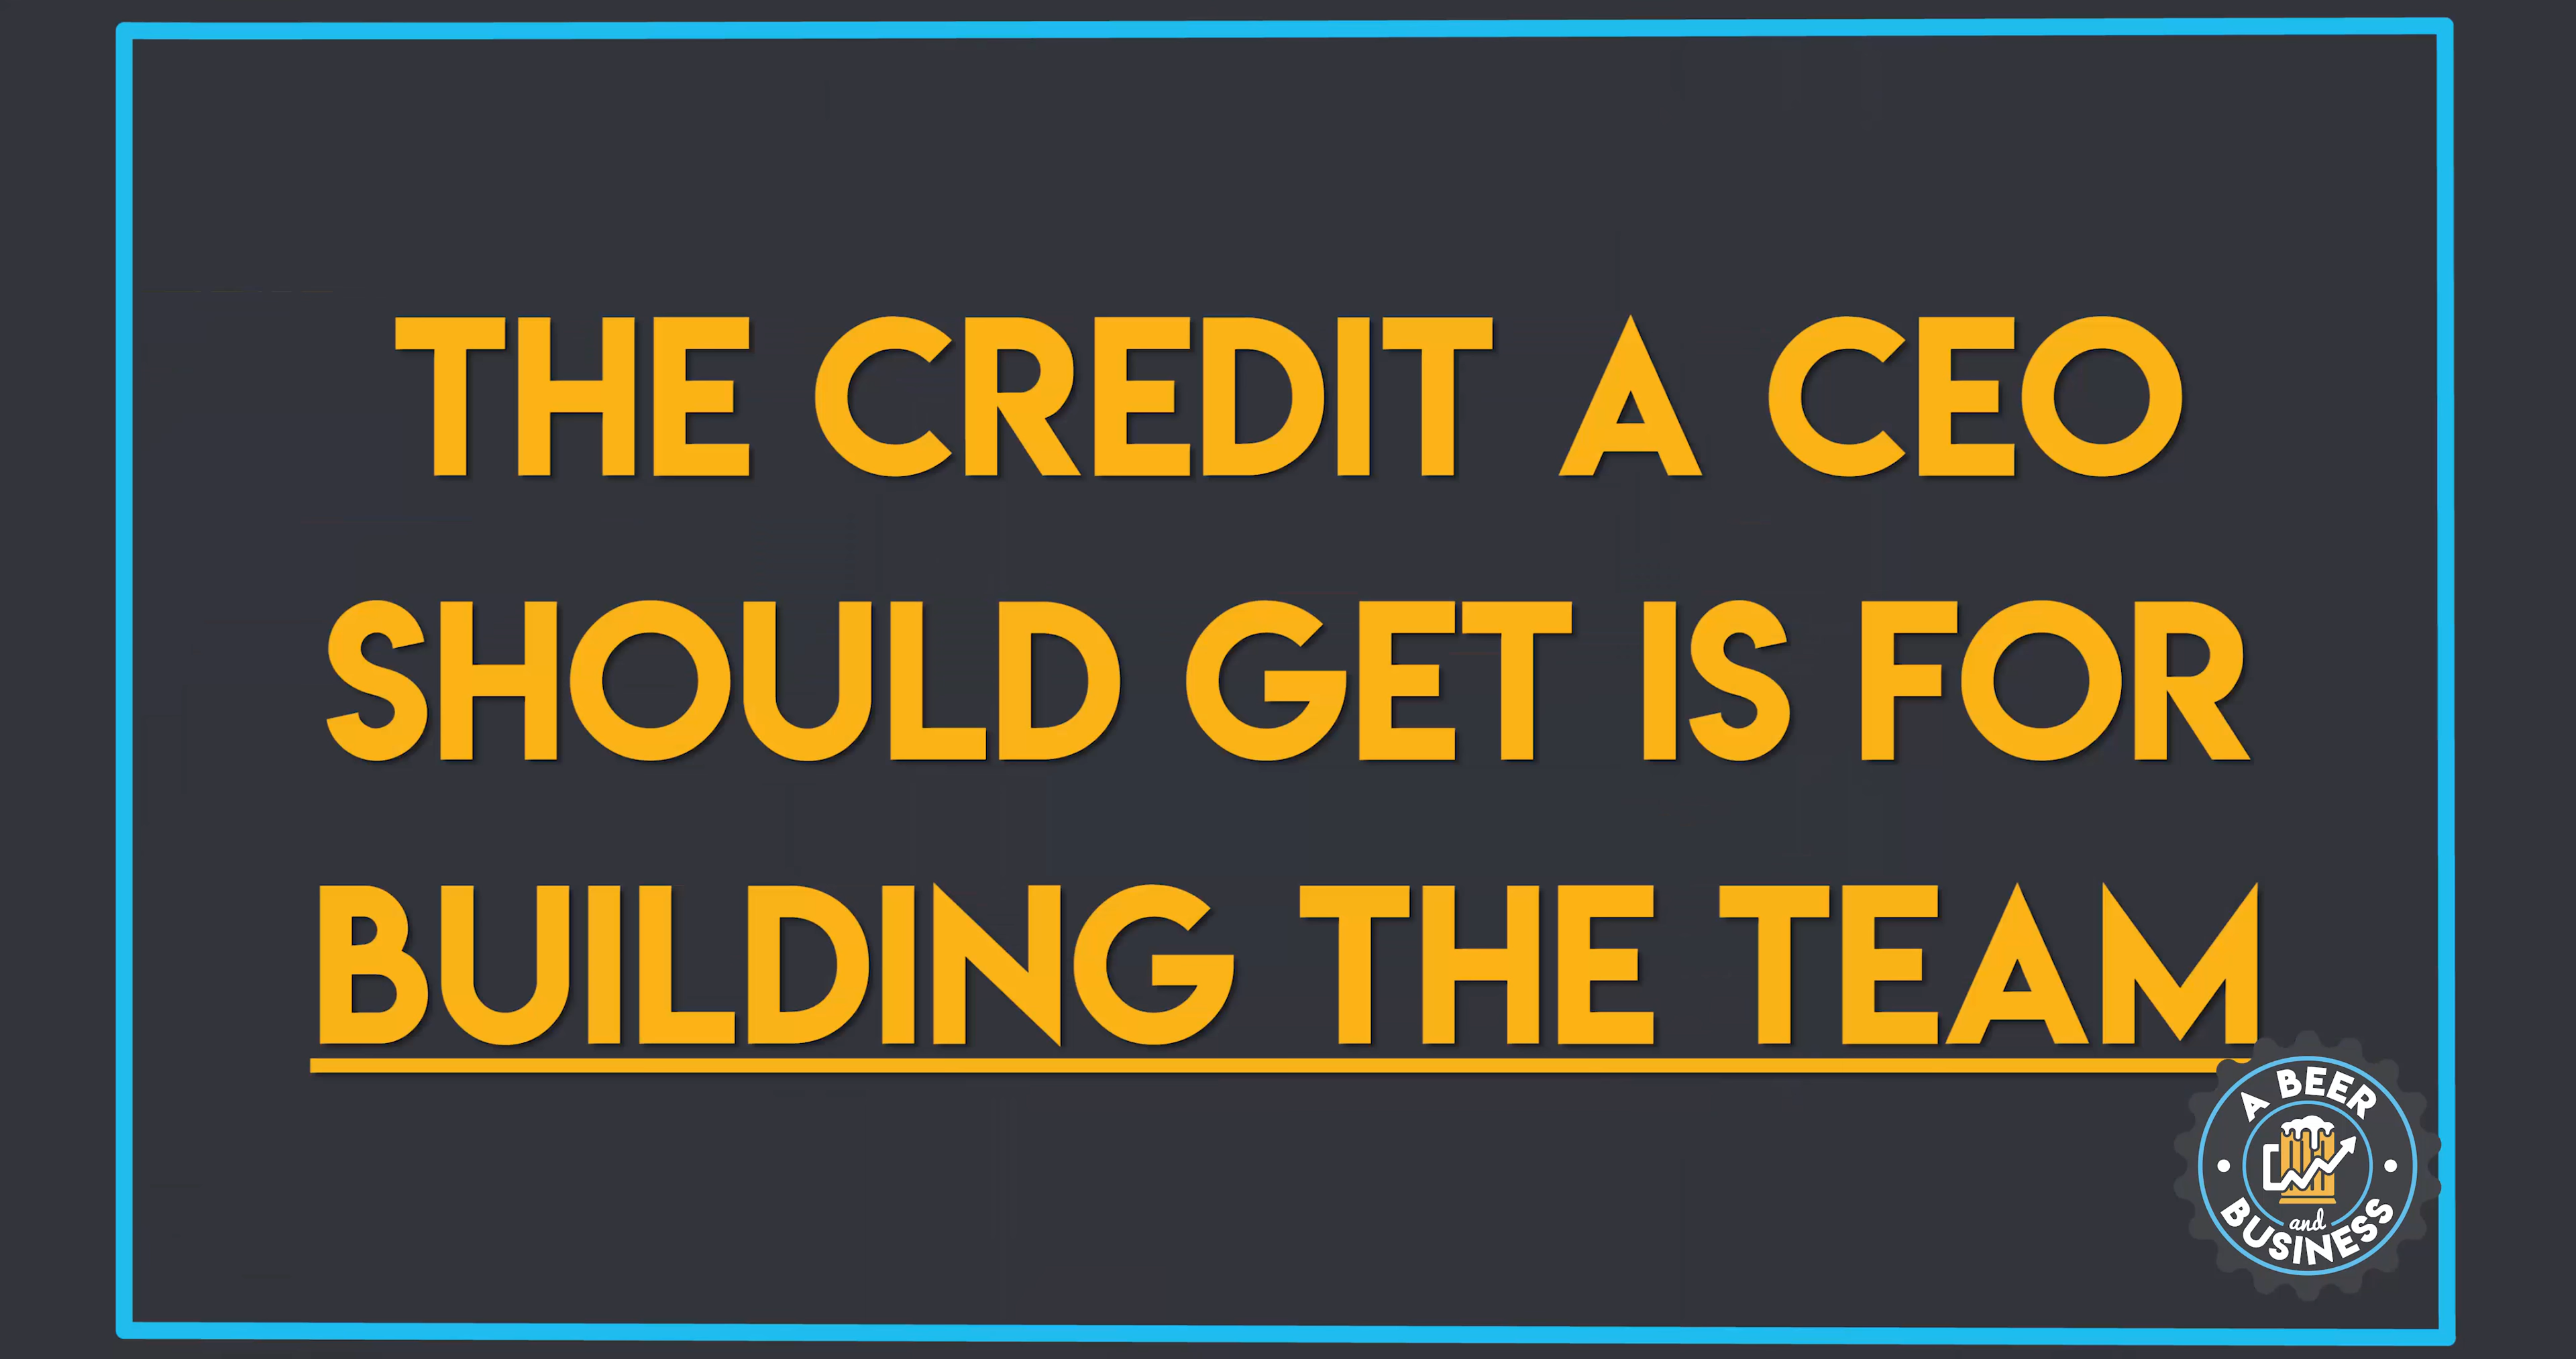 THE CREDIT A CEO
SHOULD GET IS FOR
BUILDING THE TEAM
A BEER
and
BUSINESS